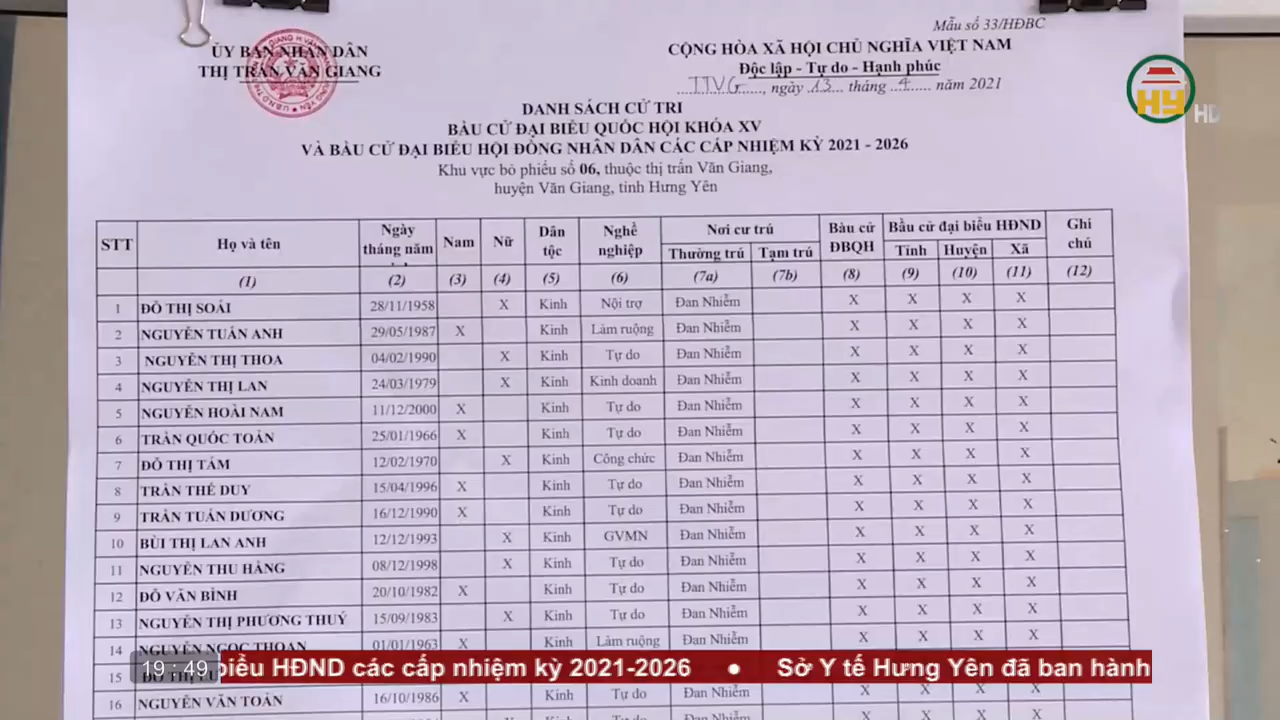 Mẫu số 33/HĐBC
ỦY BAN NHÂN DÂN
THỊ TRẤN VĂN GIANG
CỘNG HÒA XÃ HỘI CHỦ NGHĨA VIỆT NAM
Độc lập - Tự do - Hạnh phúc
TTVG, ngày 13 tháng 4 năm 2021
HY HD
DANH SÁCH CỬ TRI
BẦU CỬ ĐẠI BIỂU QUỐC HỘI KHÓA XV
VÀ BẦU CỬ ĐẠI BIỂU HỘI ĐỒNG NHÂN DÂN CÁC CẤP NHIỆM KỲ 2021 - 2026
Khu vực bỏ phiếu số 06, thuộc thị trấn Văn Giang,
huyện Văn Giang, tỉnh Hưng Yên
STT Họ và tên Ngày tháng năm Nam Nữ Dân tộc Nghề nghiệp Nơi cư trú Bầu cử ĐBQH Bầu cử đại biểu HĐND Ghi chú
Thường trú Tạm trú Tỉnh Huyện Xã
(1) (2) (3) (4) (5) (6) (7a) (7b) (8) (9) (10) (11) (12)
1 ĐỖ THỊ SOẢI 28/11/1958 X Kinh Nội trợ Đan Nhiễm X X X X
2 NGUYỄN TUẤN ANH 29/05/1987 X Kinh Làm ruộng Đan Nhiễm X X X X
3 NGUYỄN THỊ THOA 04/02/1990 X Kinh Tự do Đan Nhiễm X X X X
4 NGUYỄN THỊ LAN 24/03/1979 X Kinh Kinh doanh Đan Nhiễm X X X X
5 NGUYỄN HOÀI NAM 11/12/2000 X Kinh Tự do Đan Nhiễm X X X X
6 TRẦN QUỐC TOẢN 25/01/1966 X Kinh Tự do Đan Nhiễm X X X X
7 ĐỖ THỊ TÁM 12/02/1970 X Kinh Công chức Đan Nhiễm X X X X
8 TRẦN THẾ DUY 15/04/1996 X Kinh Tự do Đan Nhiễm X X X X
9 TRẦN TUẤN DƯƠNG 16/12/1990 X Kinh Tự do Đan Nhiễm X X X X
10 BÙI THỊ LAN ANH 12/12/1993 X Kinh GVMN Đan Nhiễm X X X X
11 NGUYỄN THU HẰNG 08/12/1998 X Kinh Tự do Đan Nhiễm X X X X
12 ĐỖ VĂN BÌNH 20/10/1982 X Kinh Tự do Đan Nhiễm X X X X
13 NGUYỄN THỊ PHƯƠNG THUÝ 15/09/1983 X Kinh Tự do Đan Nhiễm X X X X
14 NGUYỄN NGỌC THOAN 01/01/1963 X Kinh Làm ruộng Đan Nhiễm X X X X
15
19:49 biểu HĐND các cấp nhiệm kỳ 2021-2026 • Sở Y tế Hưng Yên đã ban hành
16 NGUYỄN VĂN TOẢN 16/10/1986 X Kinh Tự do Đan Nhiễm X X X X